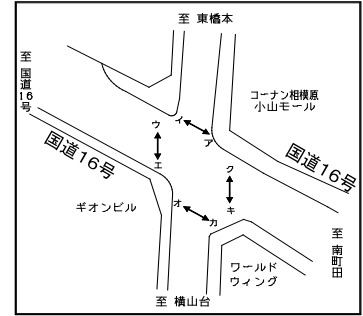 至 東橋本
至 国道16号
コーナン相模原
小山モール
イ
ウ
ア
エ
国道16号
国道16号
ク
オ
キ
カ
ギオンビル
至 南町田
ワールド
ウィング
至 横山台